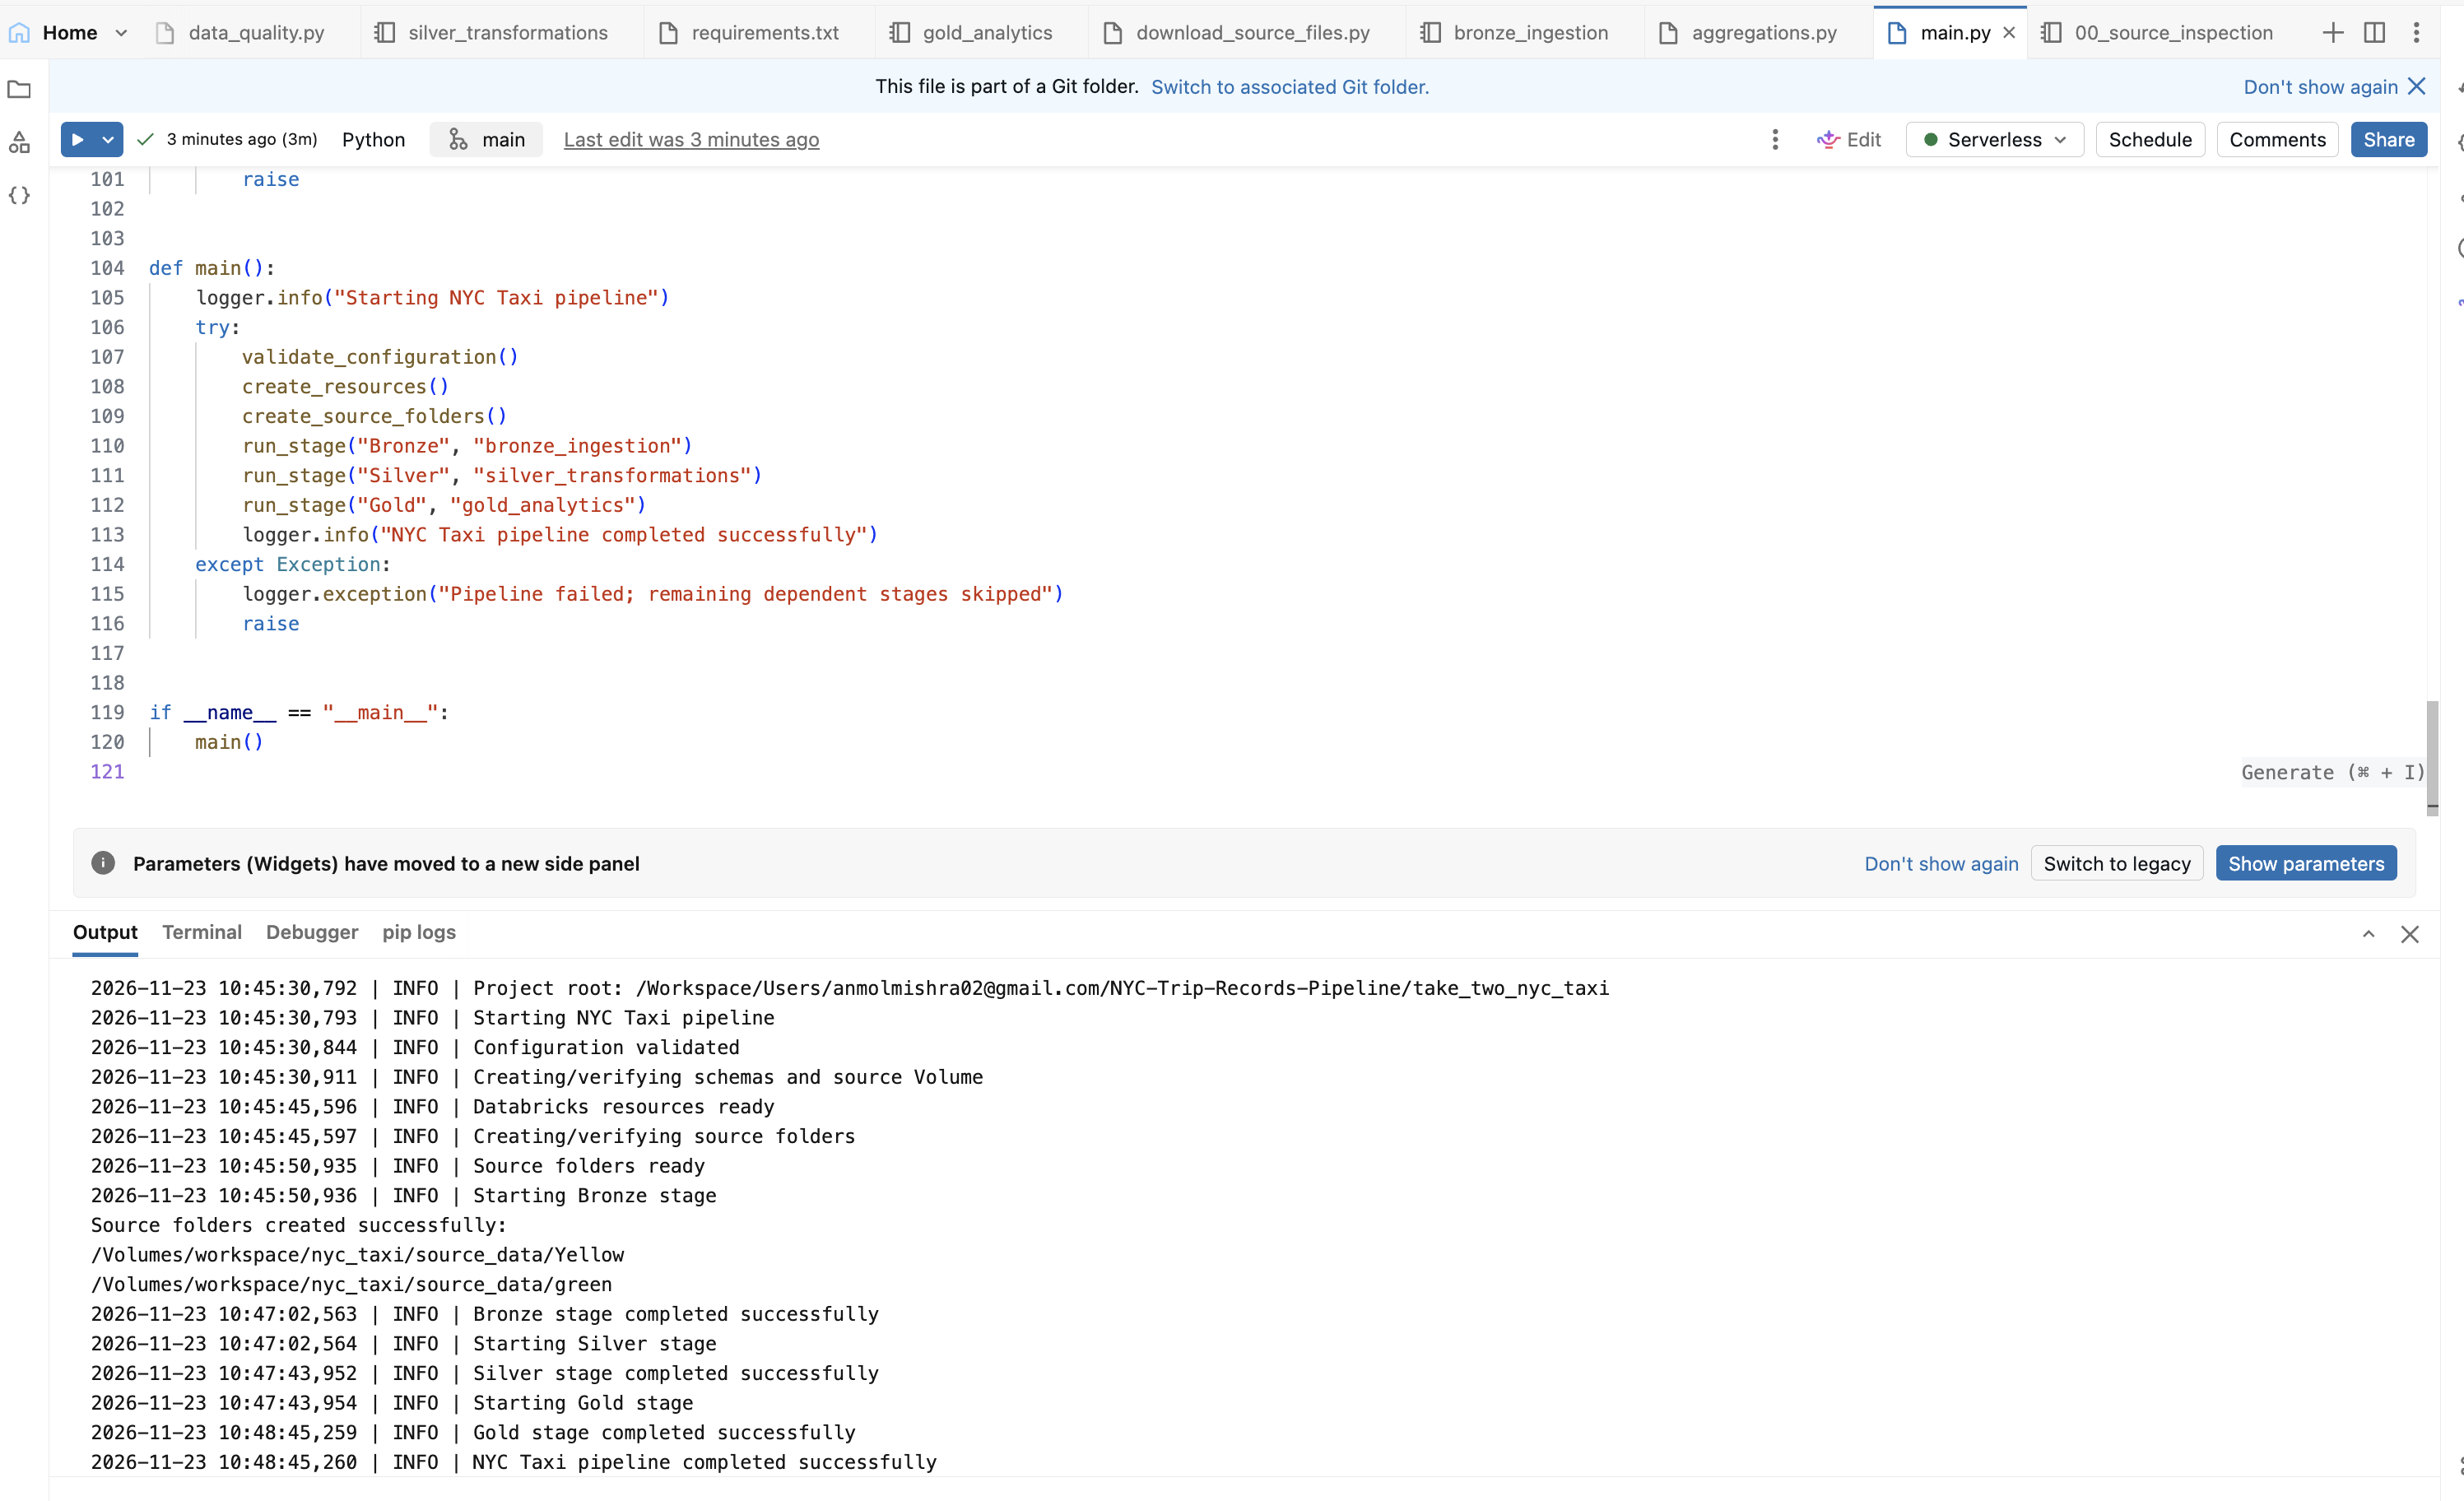 Home
data_quality.py
silver_transformations
requirements.txt
gold_analytics
download_source_files.py
bronze_ingestion
aggregations.py
main.py
00_source_inspection
This file is part of a Git folder. Switch to associated Git folder.
Don't show again
3 minutes ago (3m)
Python
main
Last edit was 3 minutes ago
Edit
Serverless
Schedule
Comments
Share
101 raise
102
103
104 def main():
105 logger.info("Starting NYC Taxi pipeline")
106 try:
107 validate_configuration()
108 create_resources()
109 create_source_folders()
110 run_stage("Bronze", "bronze_ingestion")
111 run_stage("Silver", "silver_transformations")
112 run_stage("Gold", "gold_analytics")
113 logger.info("NYC Taxi pipeline completed successfully")
114 except Exception:
115 logger.exception("Pipeline failed; remaining dependent stages skipped")
116 raise
117
118
119 if __name__ == "__main__":
120 main()
121
Generate (⌘ + I)
Parameters (Widgets) have moved to a new side panel
Don't show again
Switch to legacy
Show parameters
Output
Terminal
Debugger
pip logs
2026-11-23 10:45:30,792 | INFO | Project root: /Workspace/Users/anmolmishra02@gmail.com/NYC-Trip-Records-Pipeline/take_two_nyc_taxi
2026-11-23 10:45:30,793 | INFO | Starting NYC Taxi pipeline
2026-11-23 10:45:30,844 | INFO | Configuration validated
2026-11-23 10:45:30,911 | INFO | Creating/verifying schemas and source Volume
2026-11-23 10:45:45,596 | INFO | Databricks resources ready
2026-11-23 10:45:45,597 | INFO | Creating/verifying source folders
2026-11-23 10:45:50,935 | INFO | Source folders ready
2026-11-23 10:45:50,936 | INFO | Starting Bronze stage
Source folders created successfully:
/Volumes/workspace/nyc_taxi/source_data/Yellow
/Volumes/workspace/nyc_taxi/source_data/green
2026-11-23 10:47:02,563 | INFO | Bronze stage completed successfully
2026-11-23 10:47:02,564 | INFO | Starting Silver stage
2026-11-23 10:47:43,952 | INFO | Silver stage completed successfully
2026-11-23 10:47:43,954 | INFO | Starting Gold stage
2026-11-23 10:48:45,259 | INFO | Gold stage completed successfully
2026-11-23 10:48:45,260 | INFO | NYC Taxi pipeline completed successfully